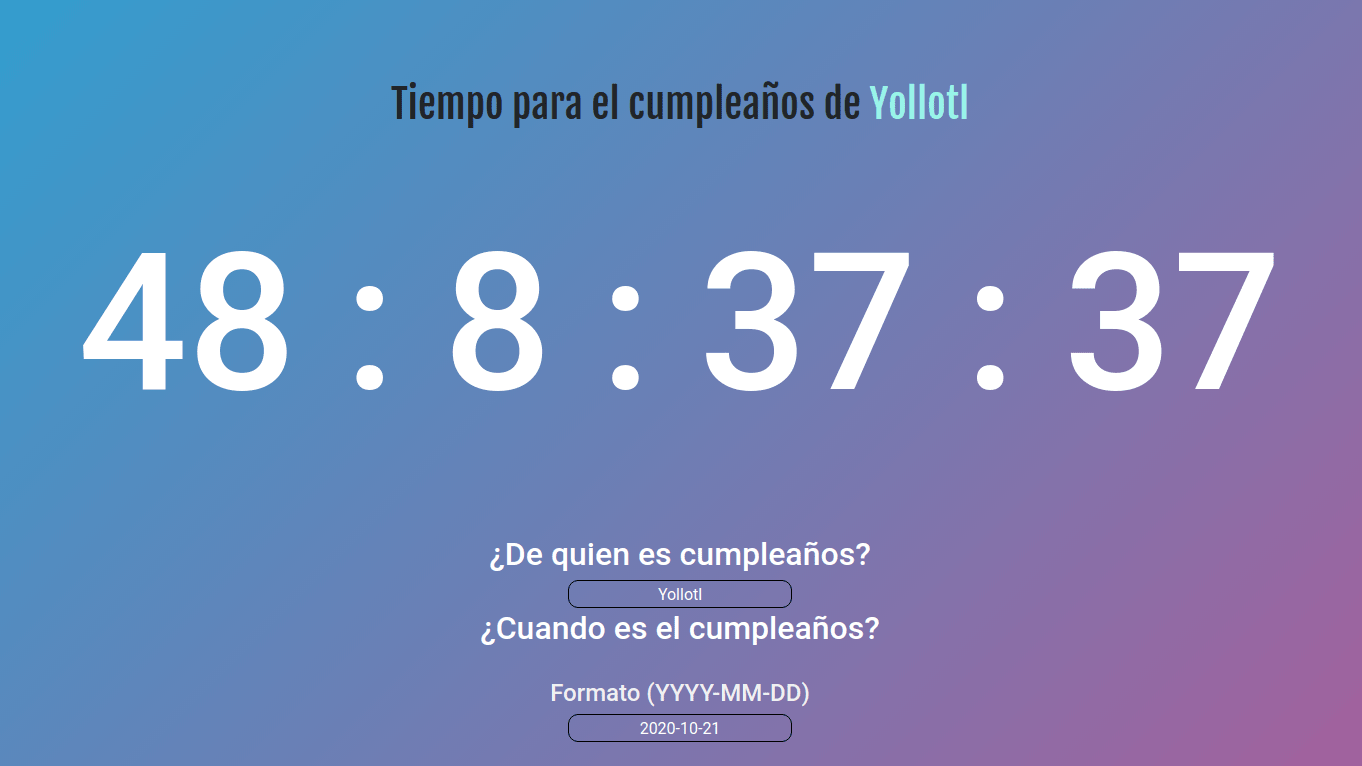 Tiempo para el cumpleaños de Yollotl
48 : 8 : 37 : 37
¿De quien es cumpleaños?
Yollotl
¿Cuando es el cumpleaños?
Formato (YYYY-MM-DD)
2020-10-21